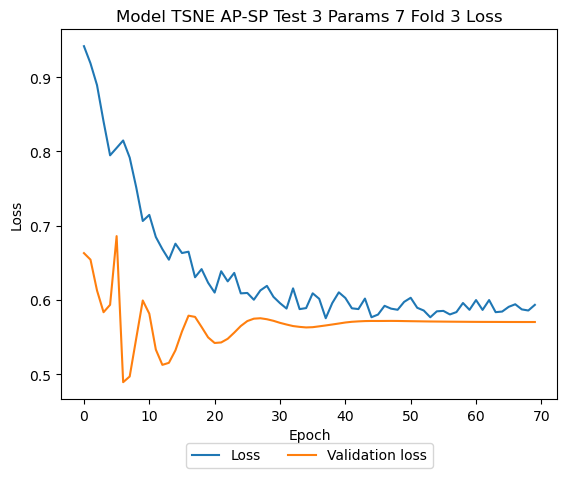 Model TSNE AP-SP Test 3 Params 7 Fold 3 Loss
Loss
0.9
0.8
0.7
0.6
0.5
0 10 20 30 40 50 60 70
Epoch
Loss Validation loss